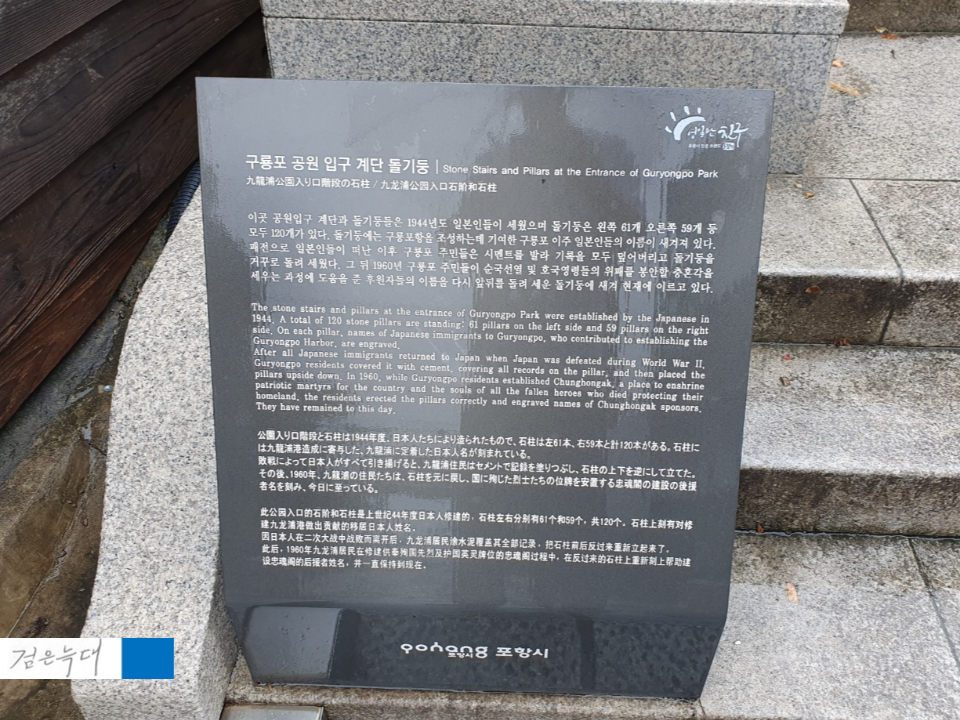 영일만 친구
구룡포 공원 입구 계단 돌기둥 | Stone Stairs and Pillars at the Entrance of Guryongpo Park
九龍浦公園入り口階段の石柱 / 九龙浦公园入口石阶和石柱
이곳 공원입구 계단과 돌기둥들은 1944년도 일본인들이 세웠으며 돌기둥은 왼쪽 61개 오른쪽 59개 등
모두 120개가 있다. 돌기둥에는 구룡포항을 조성하는데 기여한 구룡포 이주 일본인들의 이름이 새겨져 있다.
패전으로 일본인들이 떠난 이후 구룡포 주민들은 시멘트를 발라 기록을 모두 덮어버리고 돌기둥을
거꾸로 돌려 세웠다. 그 뒤 1960년 구룡포 주민들이 순국선열 및 호국영령들의 위패를 봉안할 충혼각을
세우는 과정에 도움을 준 후원자들의 이름을 다시 앞뒤를 돌려 세운 돌기둥에 새겨 현재에 이르고 있다.
The stone stairs and pillars at the entrance of Guryongpo Park were established by the Japanese in
1944. A total of 120 stone pillars are standing: 61 pillars on the left side and 59 pillars on the right
side. On each pillar, names of Japanese immigrants to Guryongpo, who contributed to establishing the
Guryongpo Harbor, are engraved.
After all Japanese immigrants returned to Japan when Japan was defeated during World War II,
Guryongpo residents covered it with cement, covering all records on the pillar, and then placed the
pillars upside down. In 1960, while Guryongpo residents established Chunghongak, a place to enshrine
patriotic martyrs for the country and the souls of all the fallen heroes who died protecting their
homeland, the residents erected the pillars correctly and engraved names of Chunghongak sponsors.
They have remained to this day.
公園入り口階段と石柱は1944年度、日本人たちにより造られたもので、石柱は左61本、右59本と計120本がある。石柱に
は九龍浦港造成に寄与した、九龍浦に定着した日本人名が刻まれている。
敗戦によって日本人がすべて引き揚げると、九龍浦住民はセメントで記録を塗りつぶし、石柱の上下を逆にして立てた。
その後、1960年、九龍浦の住民たちは、石柱を元に戻し、国に殉じた烈士たちの位牌を安置する忠魂閣の建設の後援
者名を刻み、今日に至っている。
此公园入口的石阶和石柱是上世纪44年度日本人修建的，石柱左右分别有61个和59个，共120个。石柱上刻有对修
建九龙浦港做出贡献的移居日本人姓名。
因日本人在二次大战中战败而离开后，九龙浦居民涂水泥覆盖其全部记录，把石柱前后反过来重新立起来了。
此后，1960年九龙浦居民在修建供奉殉国先烈及护国英灵牌位的忠魂阁过程中，在反过来的石柱上重新刻上帮助建
设忠魂阁的后援者姓名，并一直保持到现在。
pohang 포항시
포항시
검은늑대